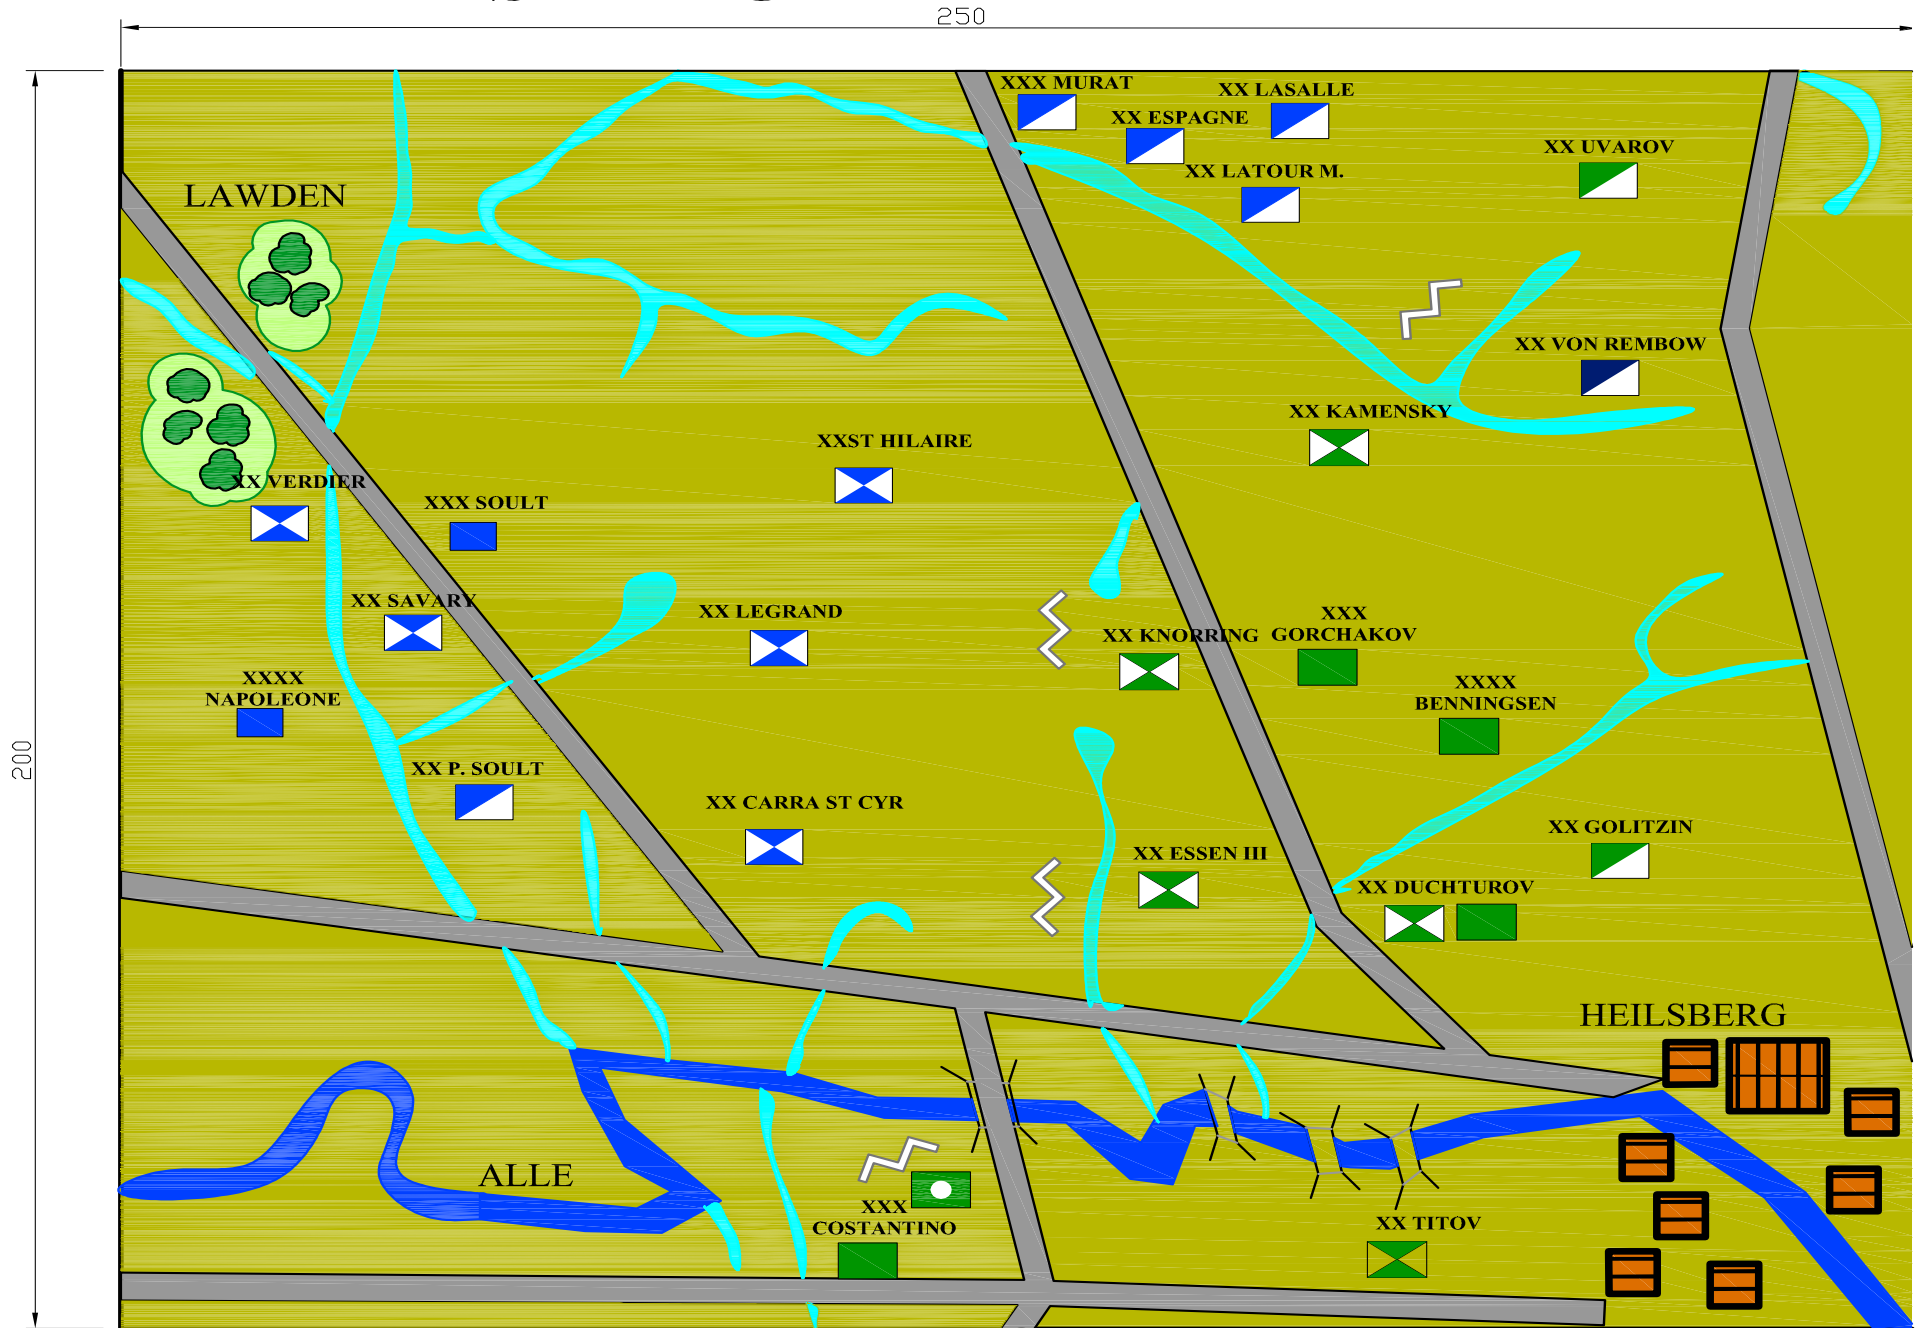 250
XXX MURAT
XX LASALLE
XX ESPAGNE
XX UVAROV
XX LATOUR M.
LAWDEN
XX VON REMBOW
XX KAMENSKY
XXST HILAIRE
XX VERDIER
XXX SOULT
XX SAVARY
XX LEGRAND
XXX
GORCHAKOV
XX KNORRING
XXXX
NAPOLEONE
XXXX
BENNINGSEN
200
XX P. SOULT
XX CARRA ST CYR
XX GOLITZIN
XX ESSEN III
XX DUCHTUROV
HEILSBERG
ALLE
XXX
COSTANTINO
XX TITOV